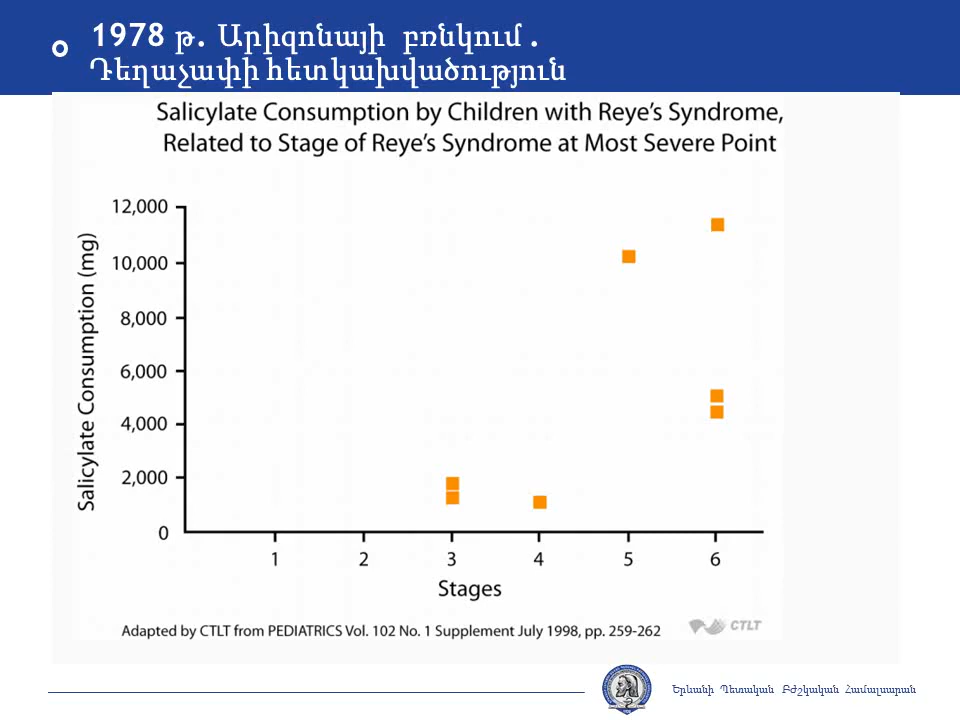 1978 թ. Արիզոնայի բռնկում .
Դեղաչափի հետ կախվածություն
Salicylate Consumption by Children with Reye's Syndrome,
Related to Stage of Reye's Syndrome at Most Severe Point
Salicylate Consumption (mg)
12,000
10,000
8,000
6,000
4,000
2,000
0
1 2 3 4 5 6
Stages
Adapted by CTLT from PEDIATRICS Vol. 102 No. 1 Supplement July 1998, pp. 259-262
CTLT
Երևանի Պետական Բժշկական Համալսարան